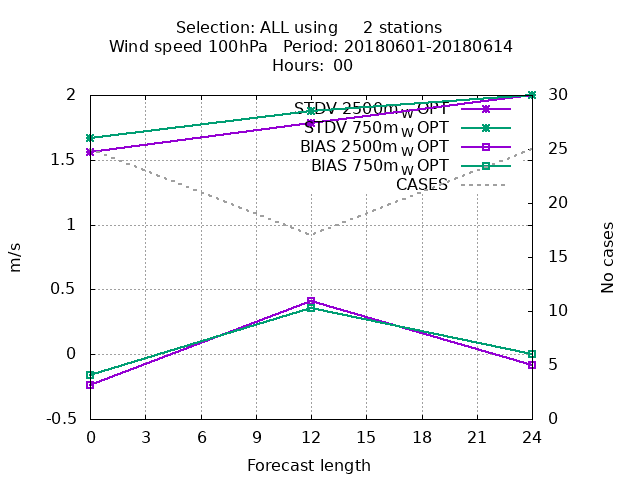 Selection: ALL using 2 stations
Wind speed 100hPa Period: 20180601-20180614
Hours: 00
2
1.5
1
0.5
0
-0.5
30
25
20
15
10
5
0
STDV 2500m_W OPT
STDV 750m_W OPT
BIAS 2500m_W OPT
BIAS 750m_W OPT
CASES
m/s
No cases
0 3 6 9 12 15 18 21 24
Forecast length